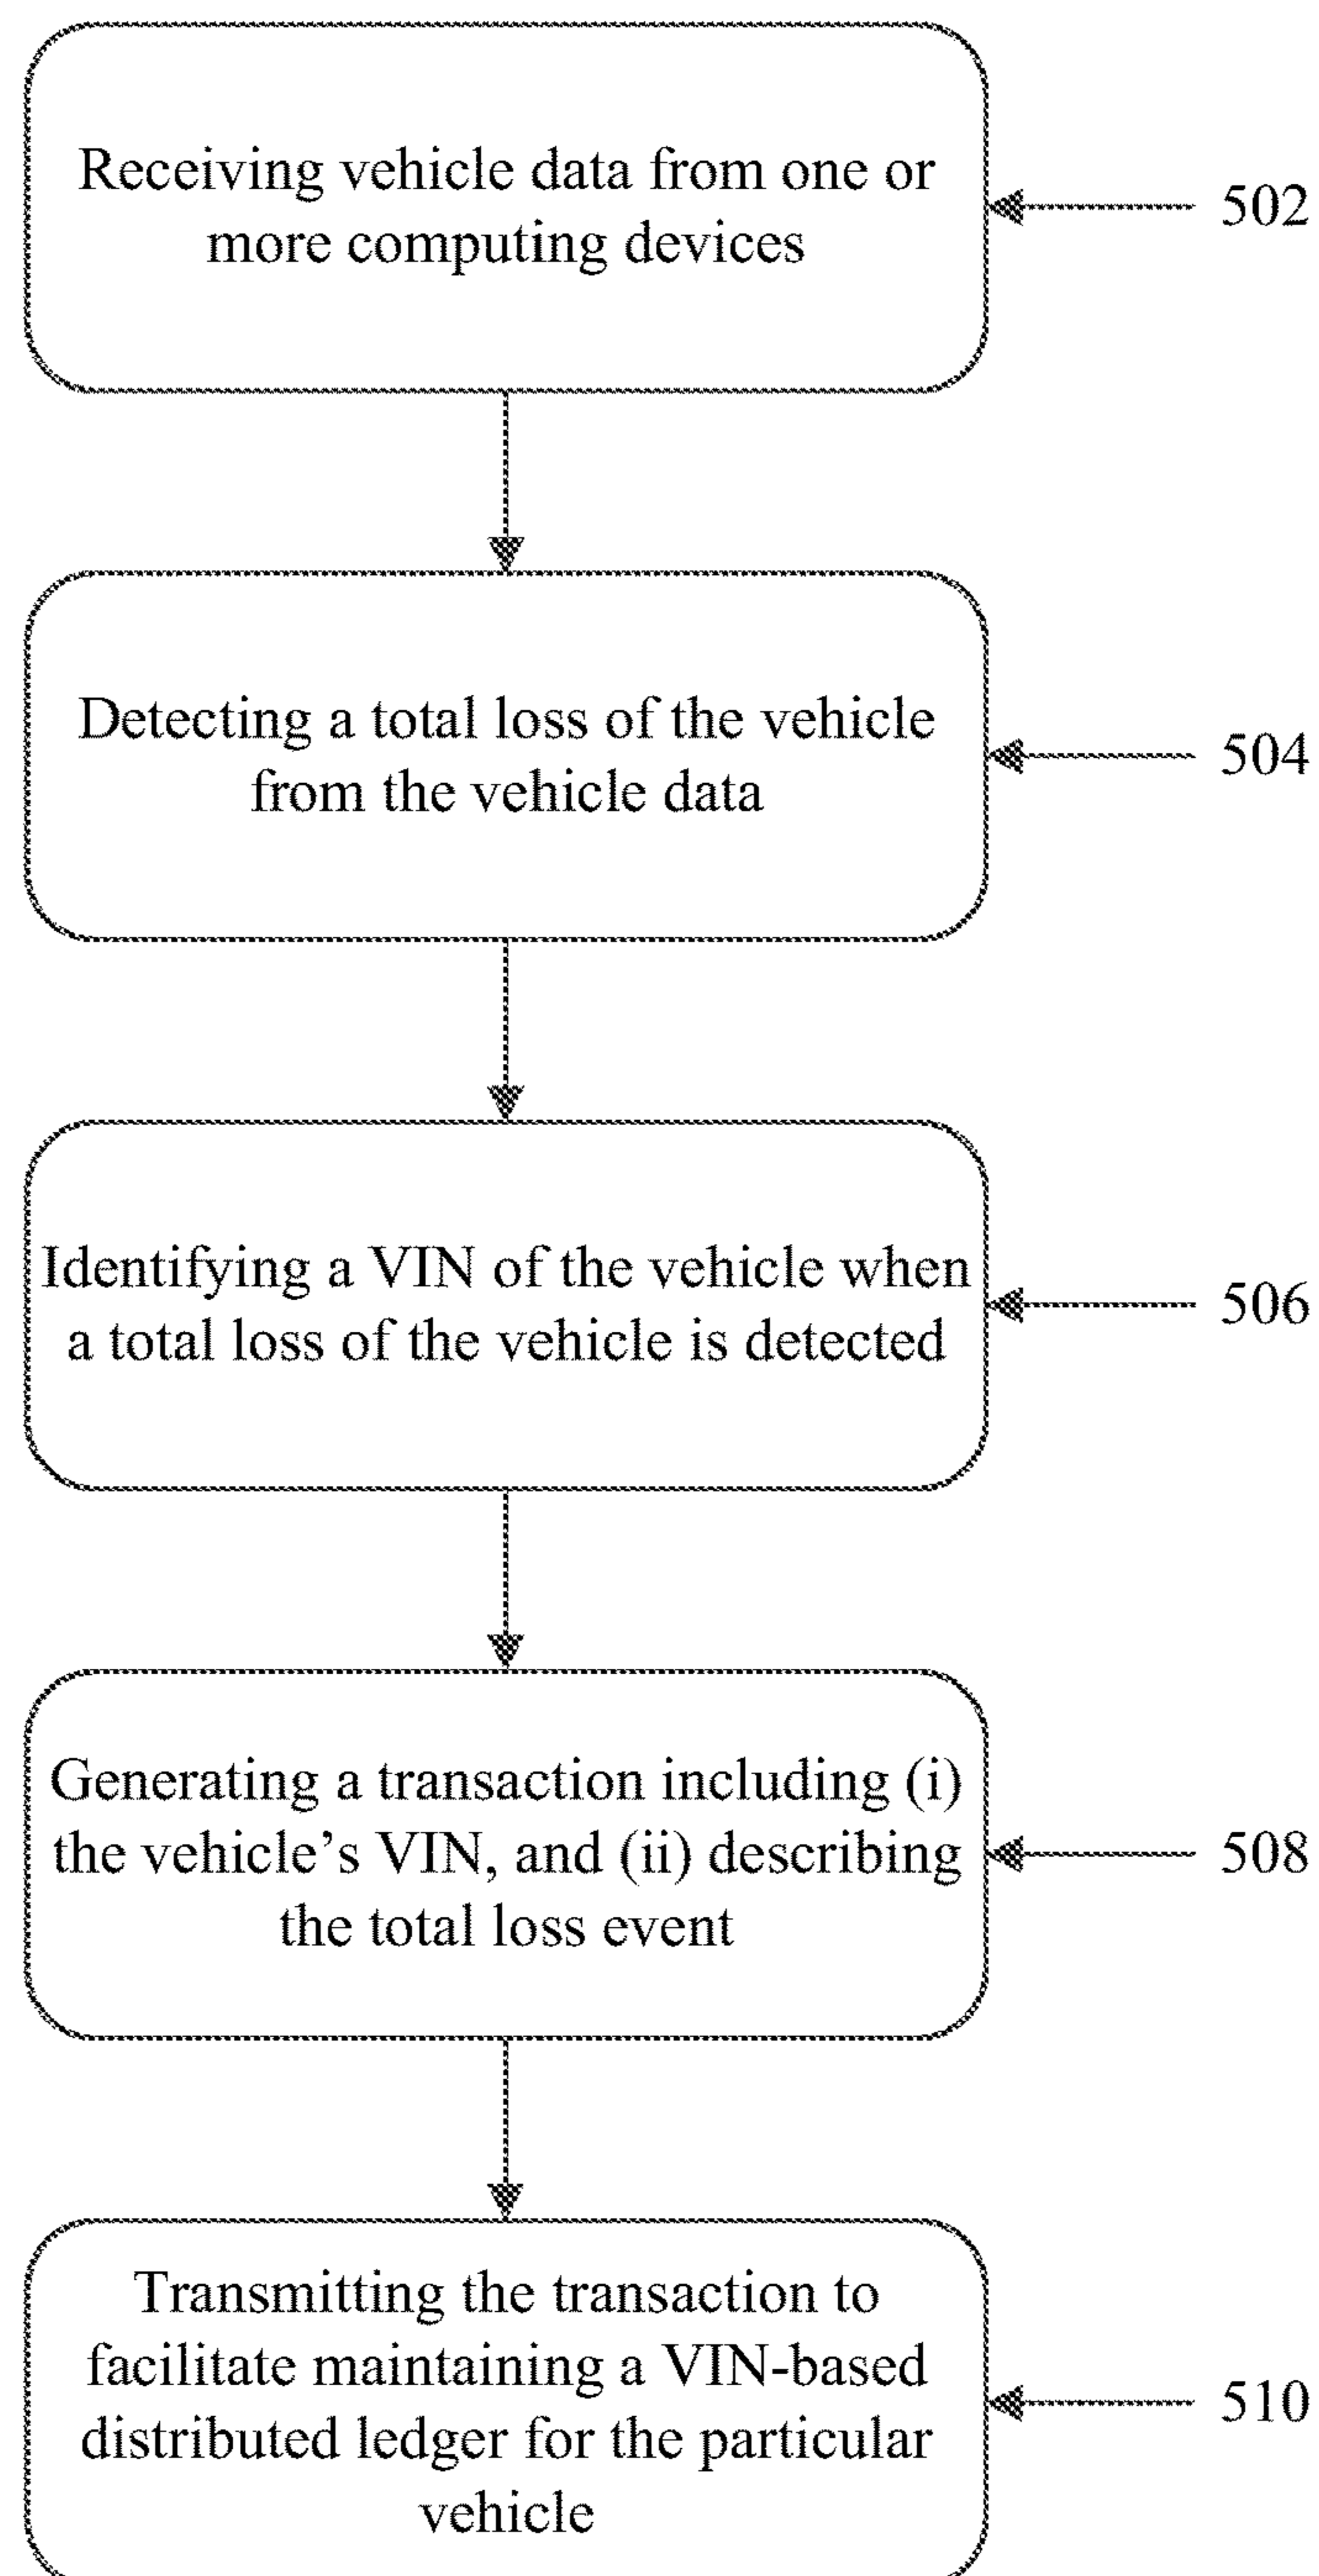 Receiving vehicle data from one or
more computing devices
502
Detecting a total loss of the vehicle
from the vehicle data
504
Identifying a VIN of the vehicle when
a total loss of the vehicle is detected
506
Generating a transaction including (i)
the vehicle’s VIN, and (ii) describing
the total loss event
508
Transmitting the transaction to
facilitate maintaining a VIN-based
distributed ledger for the particular
vehicle
510